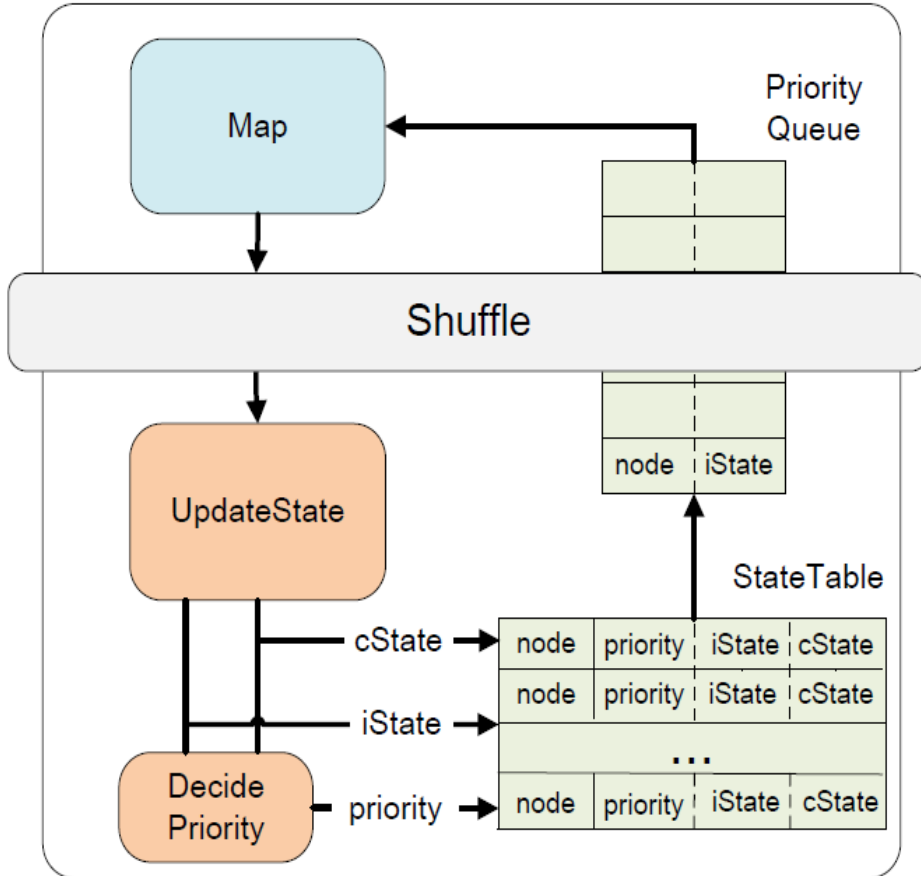 Map
Priority
Queue
Shuffle
node iState
UpdateState
StateTable
cState
node priority iState cState
node priority iState cState
iState
...
Decide
Priority
priority
node priority iState cState